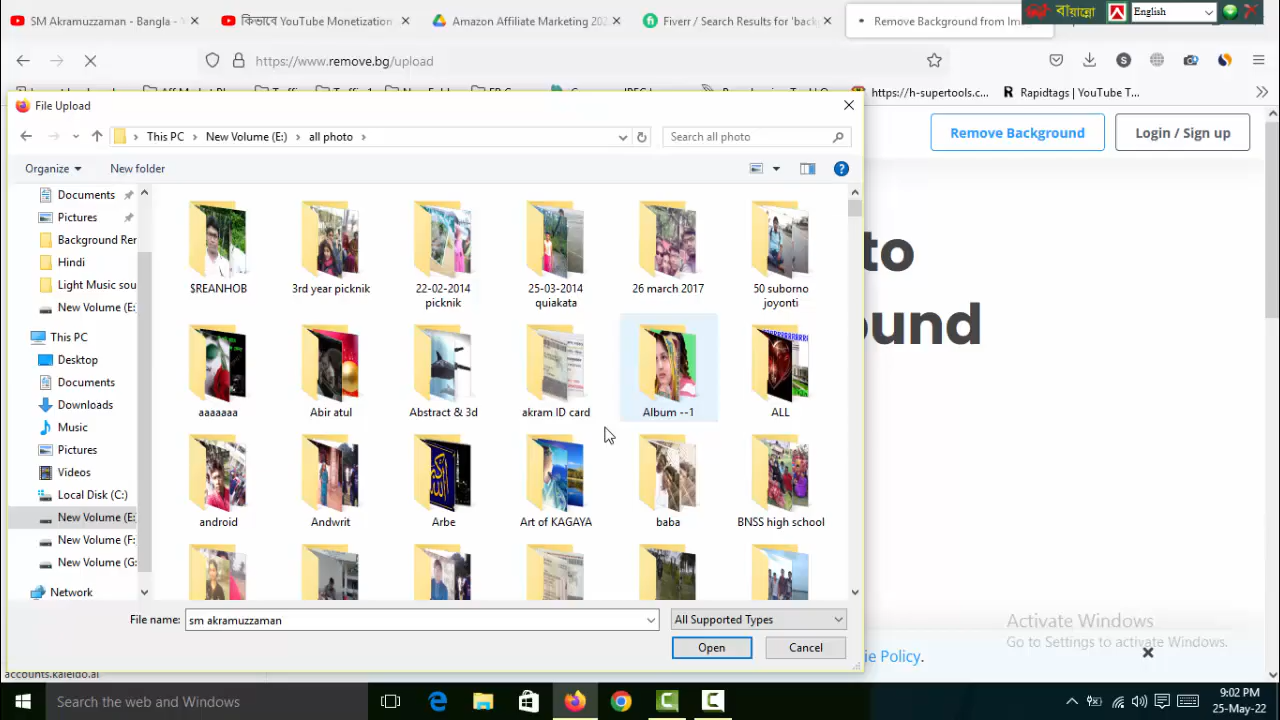 SM Akramuzzaman - Bangla -
কিভাবে YouTube Monetization
Amazon Affiliate Marketing 202
Fiverr / Search Results for 'back
Remove Background from Im
বায়ান্নো
English
https://www.remove.bg/upload
https://h-supertools.c...
Rapidtags | YouTube T...
File Upload
This PC
New Volume (E:)
all photo
Search all photo
Remove Background
Login / Sign up
Organize
New folder
to
ound
Documents
Pictures
Background Rer
Hindi
Light Music sou
New Volume (E:
This PC
Desktop
Documents
Downloads
Music
Pictures
Videos
Local Disk (C:)
New Volume (E:
New Volume (F:
New Volume (G:
Network
$REANHOB
3rd year picknik
22-02-2014 picknik
25-03-2014 quiakata
26 march 2017
50 suborno joyonti
aaaaaaa
Abir atul
Abstract & 3d
akram ID card
Album --1
ALL
android
Andwrit
Arbe
Art of KAGAYA
baba
BNSS high school
File name:
sm akramuzzaman
All Supported Types
Open
Cancel
Activate Windows
Go to Settings to activate Windows.
ie Policy.
accounts.kaleido.ai
Search the web and Windows
9:02 PM
25-May-22